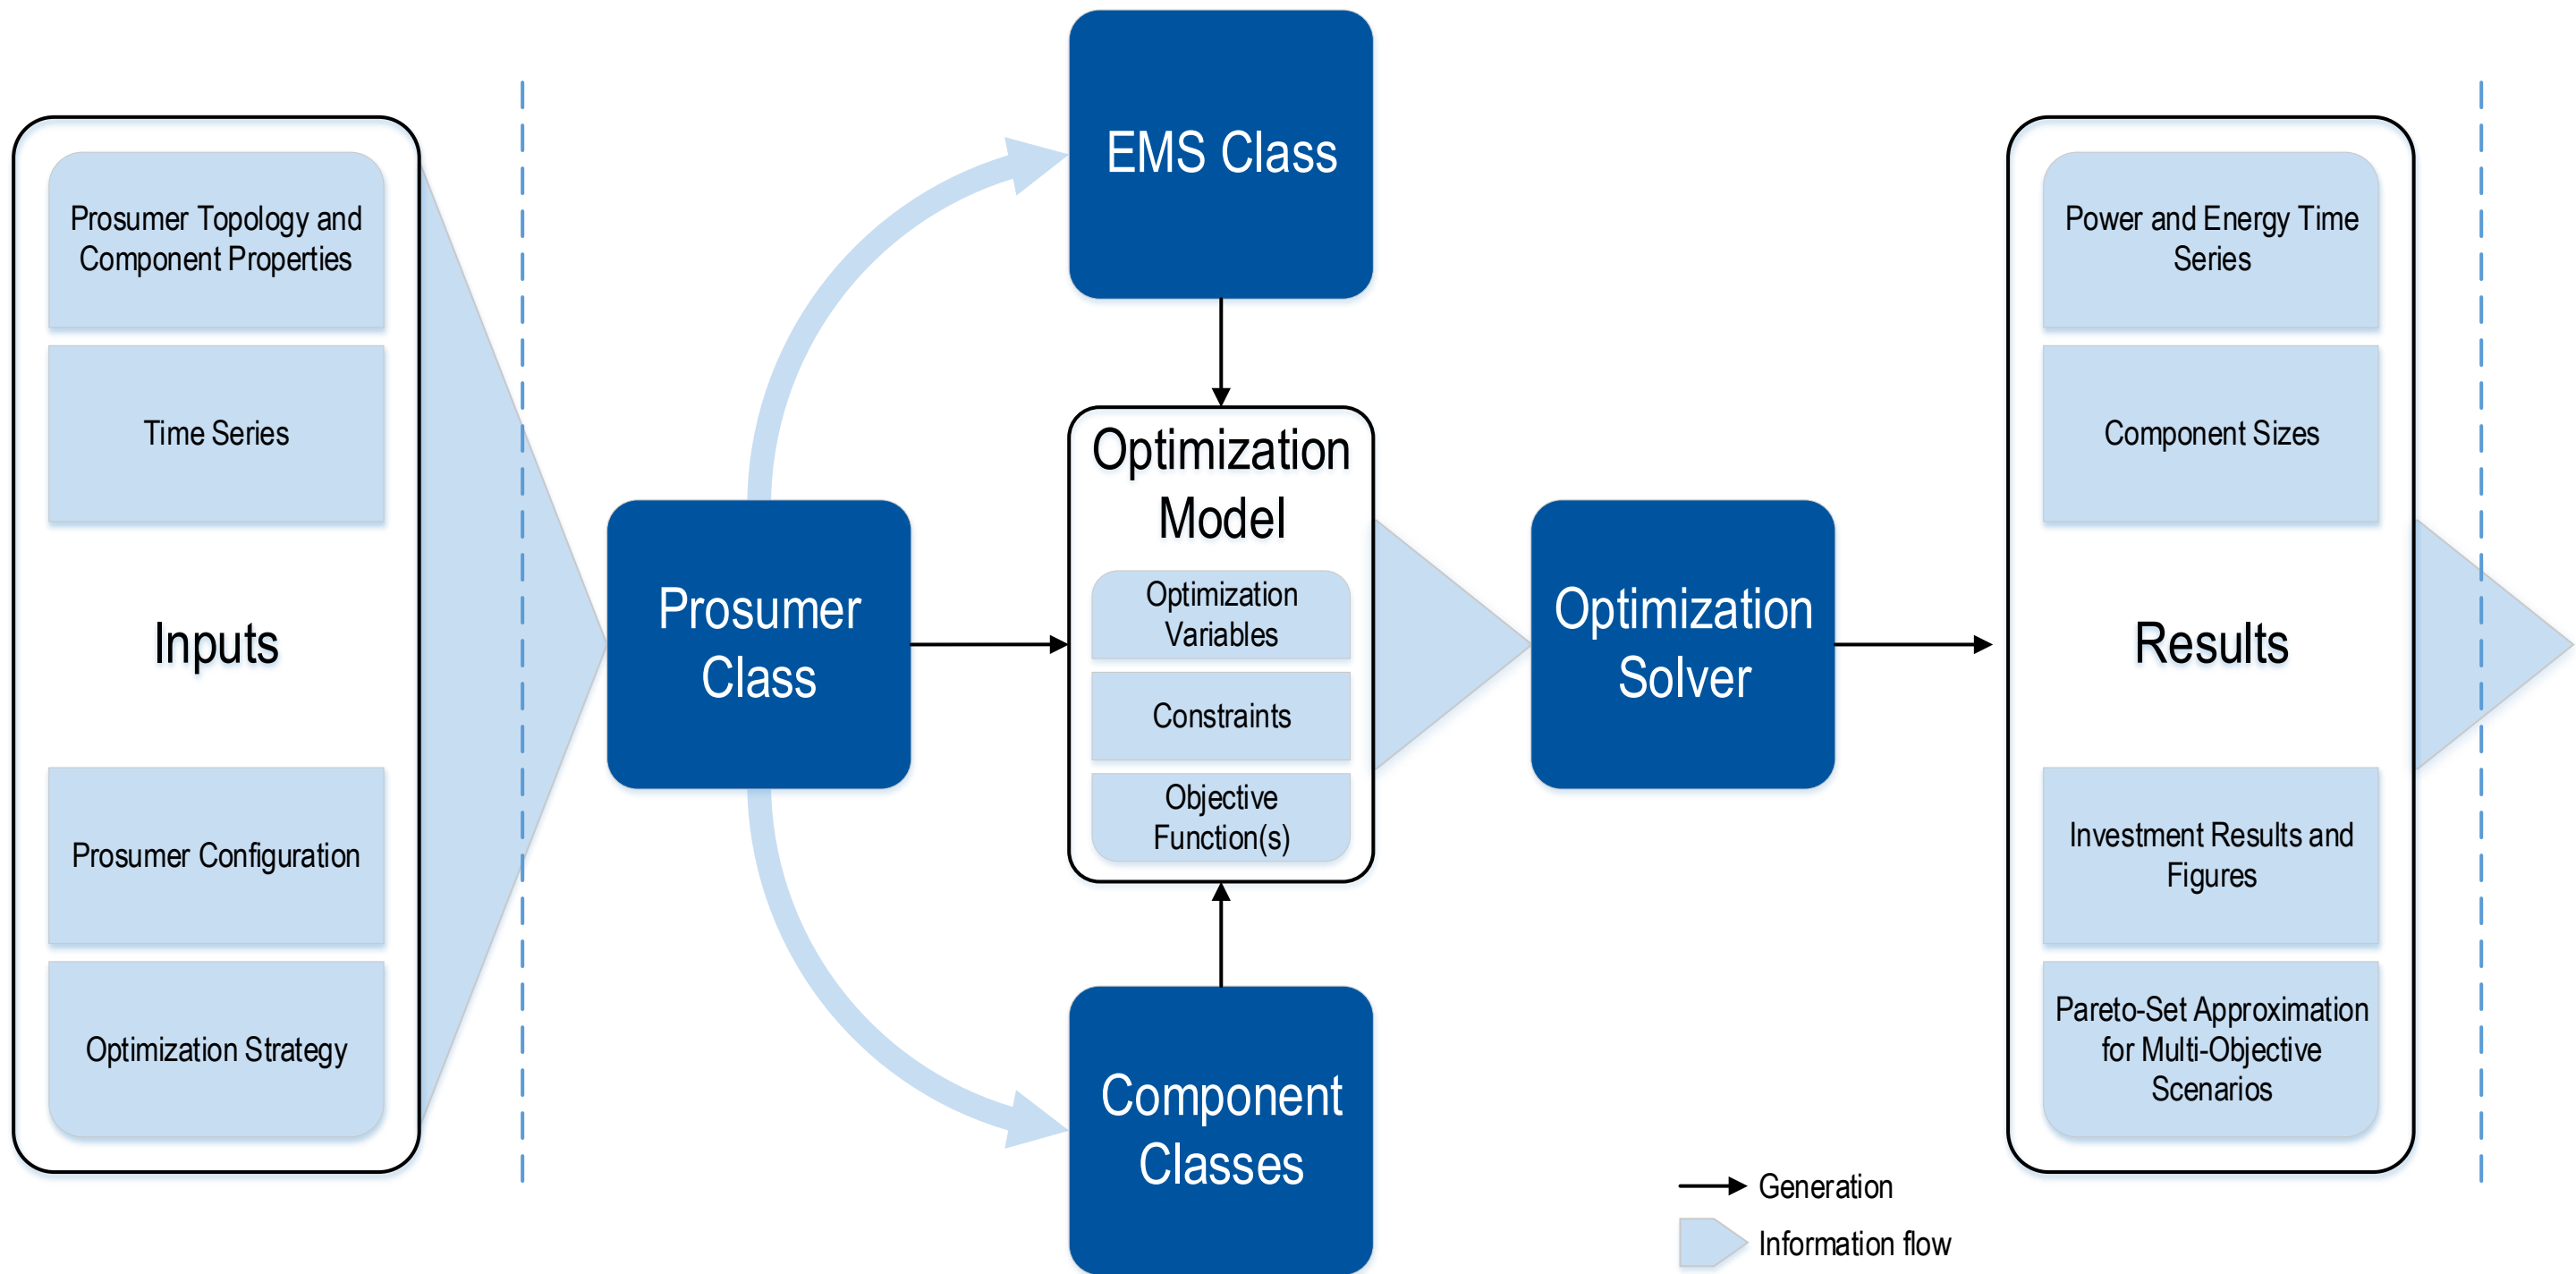 Prosumer Topology and
Component Properties
Time Series
Inputs
Prosumer Configuration
Optimization Strategy
Prosumer
Class
EMS Class
Optimization
Model
Optimization
Variables
Constraints
Objective
Function(s)
Component
Classes
Optimization
Solver
Power and Energy Time
Series
Component Sizes
Results
Investment Results and
Figures
Pareto-Set Approximation
for Multi-Objective
Scenarios
Generation
Information flow